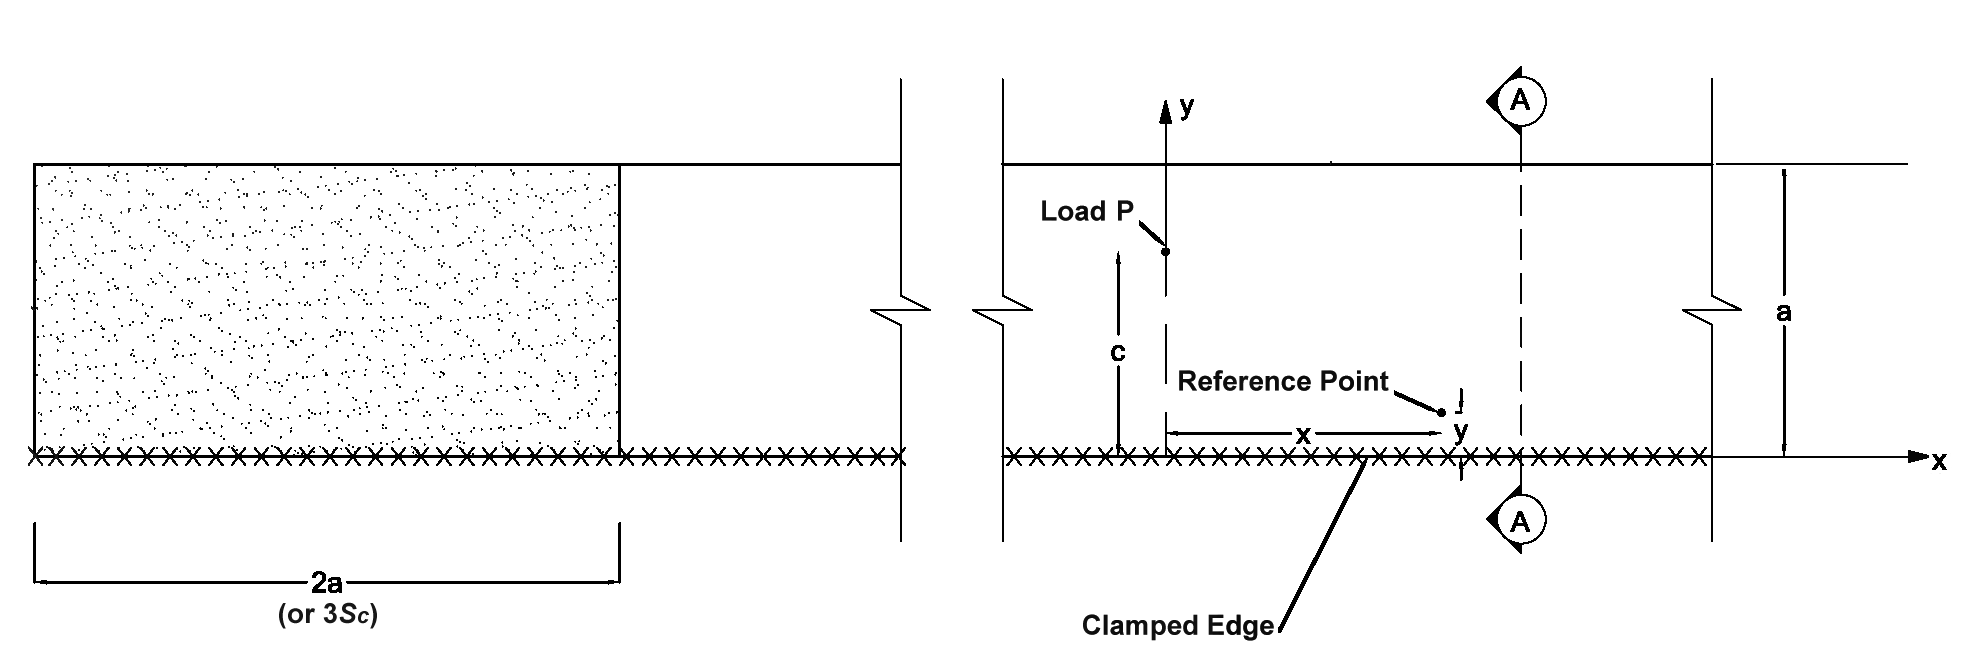 A
y
Load P
a
c
Reference Point
x
y
x
A
2a
(or 3Sc)
Clamped Edge